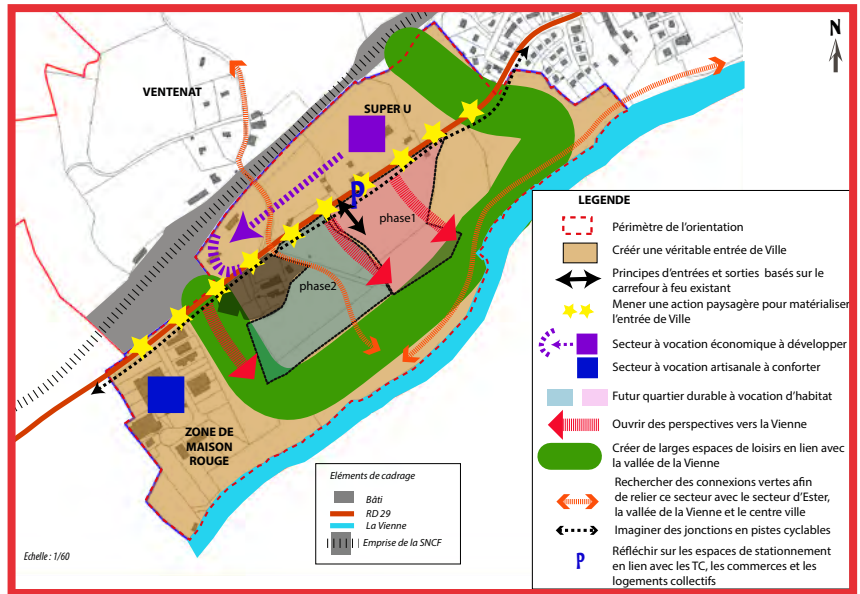 N
VENTENAT
SUPER U
P
phase1
phase2
ZONE DE
MAISON
ROUGE
Echelle : 1/60
Eléments de cadrage
Bâti
RD 29
La Vienne
Emprise de la SNCF
LEGENDE
Périmètre de l'orientation
Créér une véritable entrée de Ville
Principes d'entrées et sorties basés sur le
carrefour à feu existant
Mener une action paysagère pour matérialiser
l'entrée de Ville
Secteur à vocation économique à développer
Secteur à vocation artisanale à conforter
Futur quartier durable à vocation d'habitat
Ouvrir des perspectives vers la Vienne
Créer de larges espaces de loisirs en lien avec
la vallée de la Vienne
Rechercher des connexions vertes afin
de relier ce secteur avec le secteur d'Ester,
la vallée de la Vienne et le centre ville
Imaginer des jonctions en pistes cyclables
P
Réfléchir sur les espaces de stationnement
en lien avec les TC, les commerces et les
logements collectifs